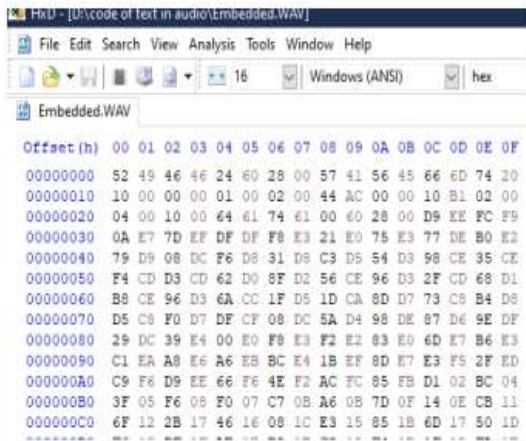 HxD - [D:\code of text in audio\Embedded.WAV]
File Edit Search View Analysis Tools Window Help
16 Windows (ANSI) hex
Embedded.WAV
Offset(h) 00 01 02 03 04 05 06 07 08 09 0A 0B 0C 0D 0E 0F
00000000 52 49 46 46 24 60 28 00 57 41 56 45 66 6D 74 20
00000010 10 00 00 00 01 00 02 00 44 AC 00 00 10 B1 02 00
00000020 04 00 10 00 64 61 74 61 00 60 28 00 D9 EE FC F9
00000030 0A E7 7D EF DF DF F8 E3 21 E0 75 E3 77 DE B0 E2
00000040 79 D9 08 DC F6 D8 31 D8 C3 D5 54 D3 98 CE 35 CE
00000050 F4 CD D3 CD 62 D0 8F D2 56 CE 96 D3 2F CD 68 D1
00000060 B8 CE 96 D3 6A CC 1F D5 1D CA 8D D7 73 C8 B4 D8
00000070 D5 C8 F0 D7 DF CF 08 DC 5A D4 98 DE 87 D6 9E DF
00000080 29 DC 39 E4 00 E0 F8 E3 F2 E2 83 E0 6D E7 B6 E3
00000090 C1 EA A8 E6 A6 EB BC E4 1B EF 8D E7 E3 F5 2F ED
000000A0 C9 F6 D9 EE 66 F6 4E F2 AC FC 85 FB D1 02 BC 04
000000B0 3F 05 F6 08 F0 07 C7 0B A6 0B 7D 0F 14 0E CB 11
000000C0 6F 12 2B 17 46 16 08 1C E3 15 85 1B 6D 17 50 1D